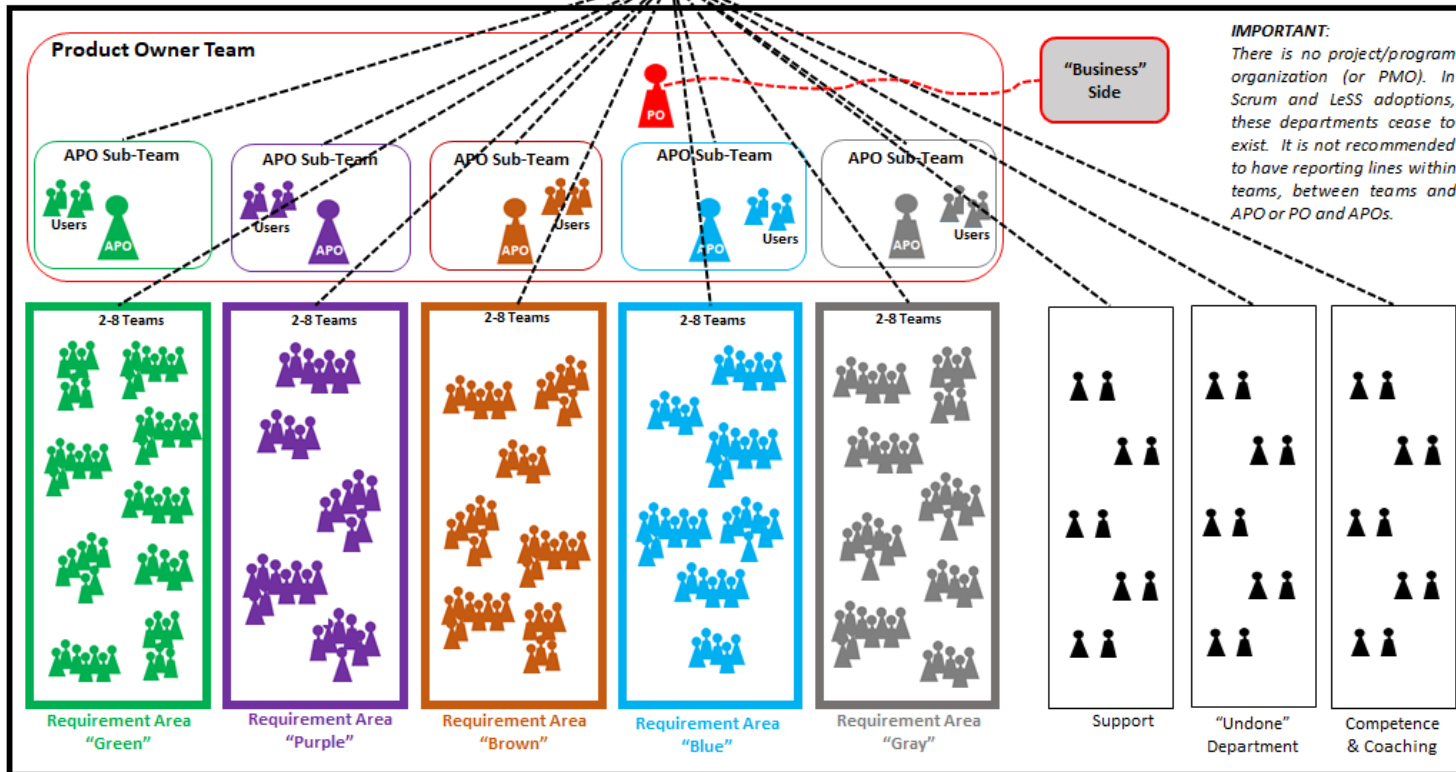 Product Owner Team
PO
"Business"
Side
IMPORTANT:
There is no project/program
organization (or PMO). In
Scrum and LeSS adoptions,
these departments cease to
exist. It is not recommended
to have reporting lines within
teams, between teams and
APO or PO and APOs.
APO Sub-Team
Users
APO
APO Sub-Team
Users
APO
APO Sub-Team
Users
APO
APO Sub-Team
Users
APO
APO Sub-Team
Users
APO
2-8 Teams
2-8 Teams
2-8 Teams
2-8 Teams
2-8 Teams
Requirement Area
"Green"
Requirement Area
"Purple"
Requirement Area
"Brown"
Requirement Area
"Blue"
Requirement Area
"Gray"
Support
"Undone"
Department
Competence
& Coaching